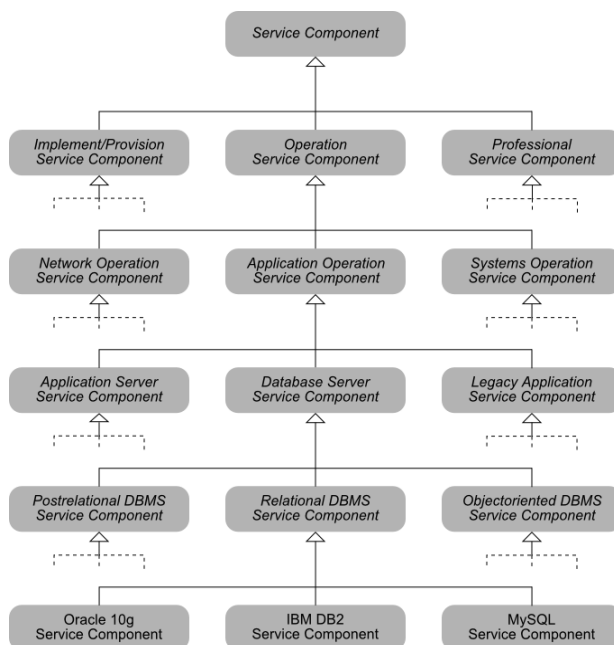 Service Component
Implement/Provision
Service Component
Operation
Service Component
Professional
Service Component
Network Operation
Service Component
Application Operation
Service Component
Systems Operation
Service Component
Application Server
Service Component
Database Server
Service Component
Legacy Application
Service Component
Postrelational DBMS
Service Component
Relational DBMS
Service Component
Objectoriented DBMS
Service Component
Oracle 10g
Service Component
IBM DB2
Service Component
MySQL
Service Component